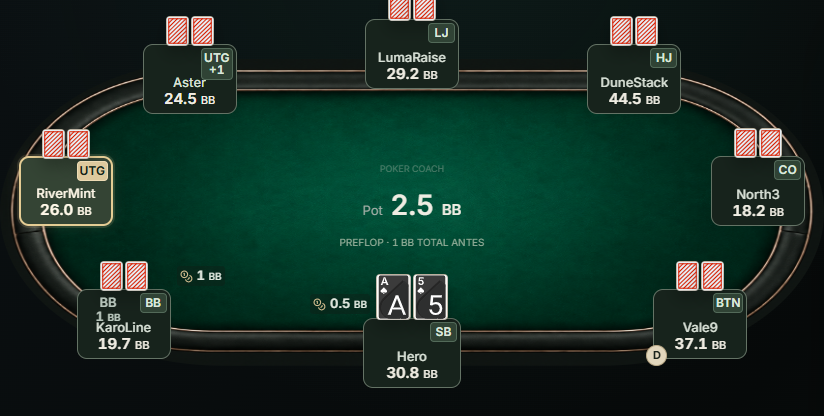 LJ
LumaRaise
29.2 BB
UTG
+1
Aster
24.5 BB
HJ
DuneStack
44.5 BB
UTG
RiverMint
26.0 BB
CO
North3
18.2 BB
POKER COACH
Pot 2.5 BB
PREFLOP · 1 BB TOTAL ANTES
1 BB
0.5 BB
A
A
5
5
BB
1 BB
BB
KaroLine
19.7 BB
SB
Hero
30.8 BB
BTN
Vale9
37.1 BB
D